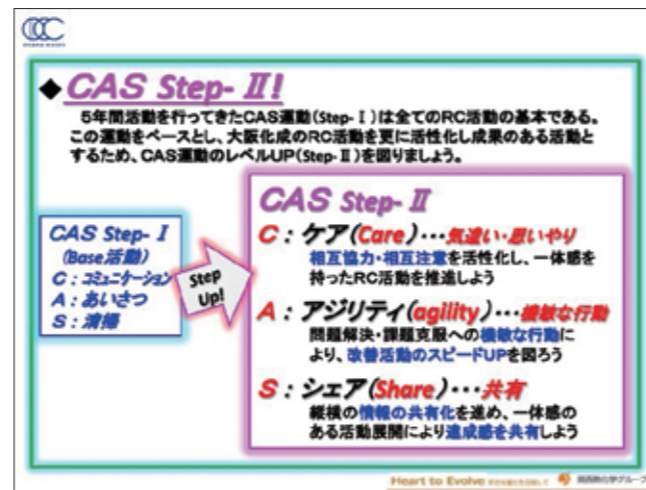 ◆CAS Step-Ⅱ!
5年間活動を行ってきたCAS運動(Step-Ⅰ)は全てのRC活動の基本である。
この運動をベースとし、大阪化成のRC活動を更に活性化し成果のある活動と
するため、CAS運動のレベルUP(Step-Ⅱ)を図りましょう。
CAS Step-Ⅰ
(Base活動)
C:コミュニケーション
A:あいさつ
S:清掃
Step
Up!
CAS Step-Ⅱ
C:ケア(Care)・・・気遣い・思いやり
相互協力・相互注意を活性化し、一体感を
持ったRC活動を推進しよう
A:アジリティ(agility)・・・機敏な行動
問題解決・課題克服への機敏な行動に
より、改善活動のスピードUPを図ろう
S:シェア(Share)・・・共有
縦横の情報の共有化を進め、一体感の
ある活動展開により達成感を共有しよう
Heart to Evolve
関西熱化学グループ